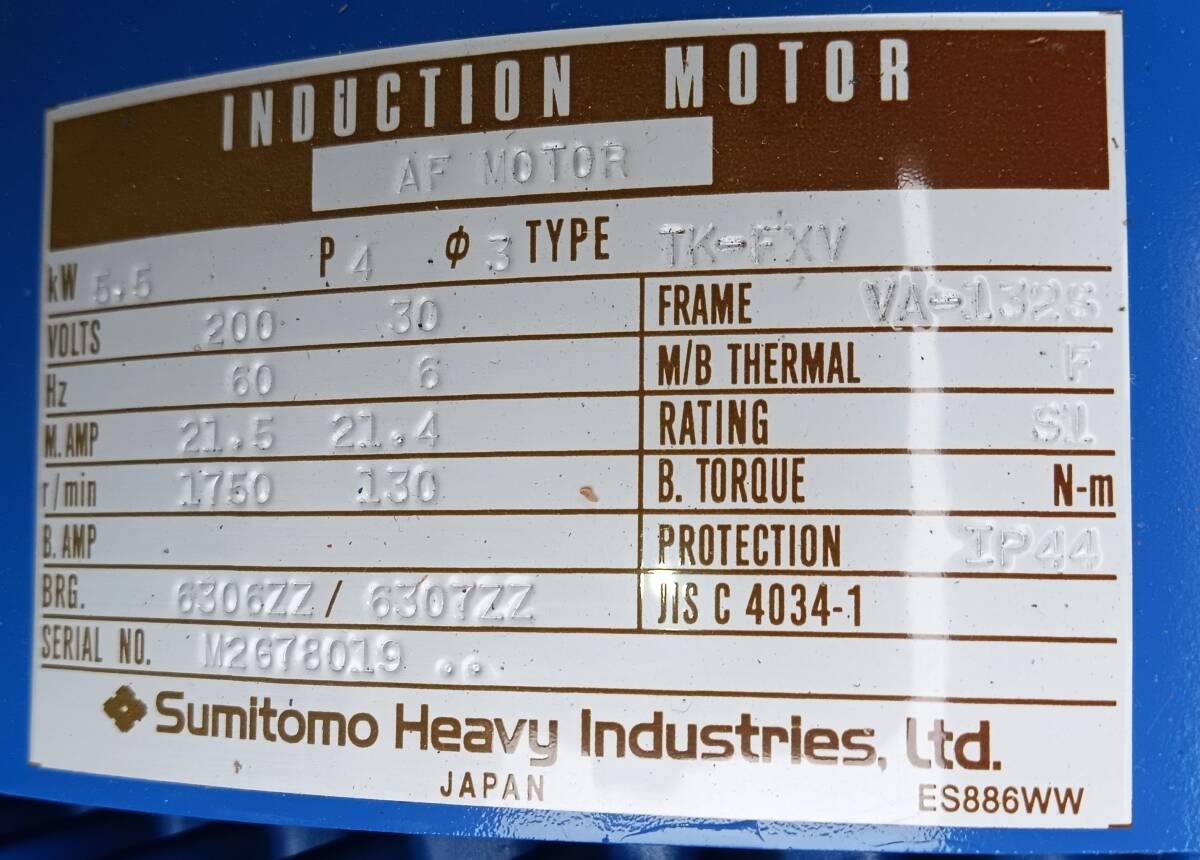 INDUCTION MOTOR
AF MOTOR
kW 5.5 P 4 Φ 3 TYPE TK-FXV
VOLTS 200 30
FRAME VA-132S
Hz 60 6
M/B THERMAL F
M. AMP 21.5 21.4
RATING S1
r/min 1750 130
B. TORQUE N-m
B. AMP
PROTECTION IP44
BRG. 6306ZZ / 6307ZZ
JIS C 4034-1
SERIAL NO. M2678019 ..
Sumitomo Heavy Industries, Ltd.
JAPAN
ES886WW